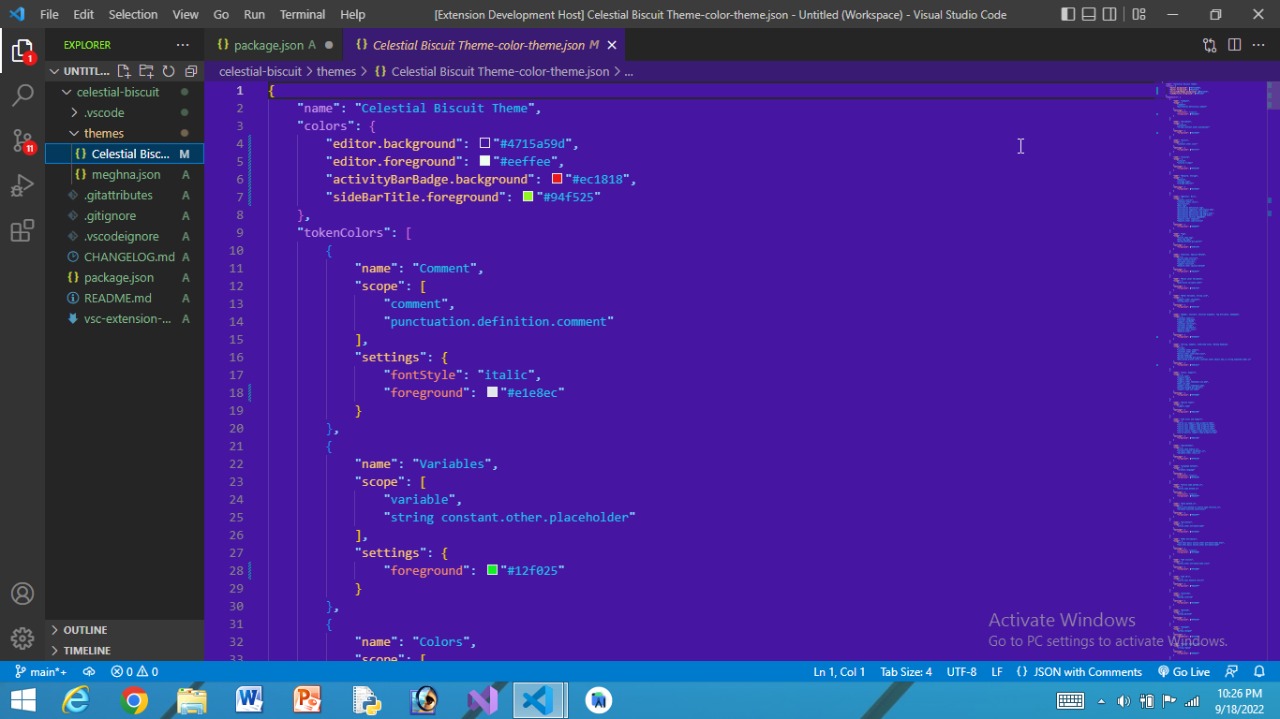 File Edit Selection View Go Run Terminal Help [Extension Development Host] Celestial Biscuit Theme-color-theme.json - Untitled (Workspace) - Visual Studio Code
EXPLORER ...
{} package.json A ●
{} Celestial Biscuit Theme-color-theme.json M ×
UNTITL...
celestial-biscuit > themes > {} Celestial Biscuit Theme-color-theme.json > ...
celestial-biscuit
.vscode
themes
{} Celestial Bisc... M
{} meghna.json A
.gitattributes A
.gitignore A
.vscodeignore A
CHANGELOG.md A
{} package.json A
README.md A
vsc-extension-... A
OUTLINE
TIMELINE
1
11
1 {
2 "name": "Celestial Biscuit Theme",
3 "colors": {
4 "editor.background": "#4715a59d",
5 "editor.foreground": "#eeffee",
6 "activityBarBadge.background": "#ec1818",
7 "sideBarTitle.foreground": "#94f525"
8 },
9 "tokenColors": [
10 {
11 "name": "Comment",
12 "scope": [
13 "comment",
14 "punctuation.definition.comment"
15 ],
16 "settings": {
17 "fontStyle": "italic",
18 "foreground": "#e1e8ec"
19 }
20 },
21 {
22 "name": "Variables",
23 "scope": [
24 "variable",
25 "string constant.other.placeholder"
26 ],
27 "settings": {
28 "foreground": "#12f025"
29 }
30 },
31 {
32 "name": "Colors",
33 "scope": [
Activate Windows
Go to PC settings to activate Windows.
main*+ 0 0 Ln 1, Col 1 Tab Size: 4 UTF-8 LF {} JSON with Comments Go Live
10:26 PM
9/18/2022